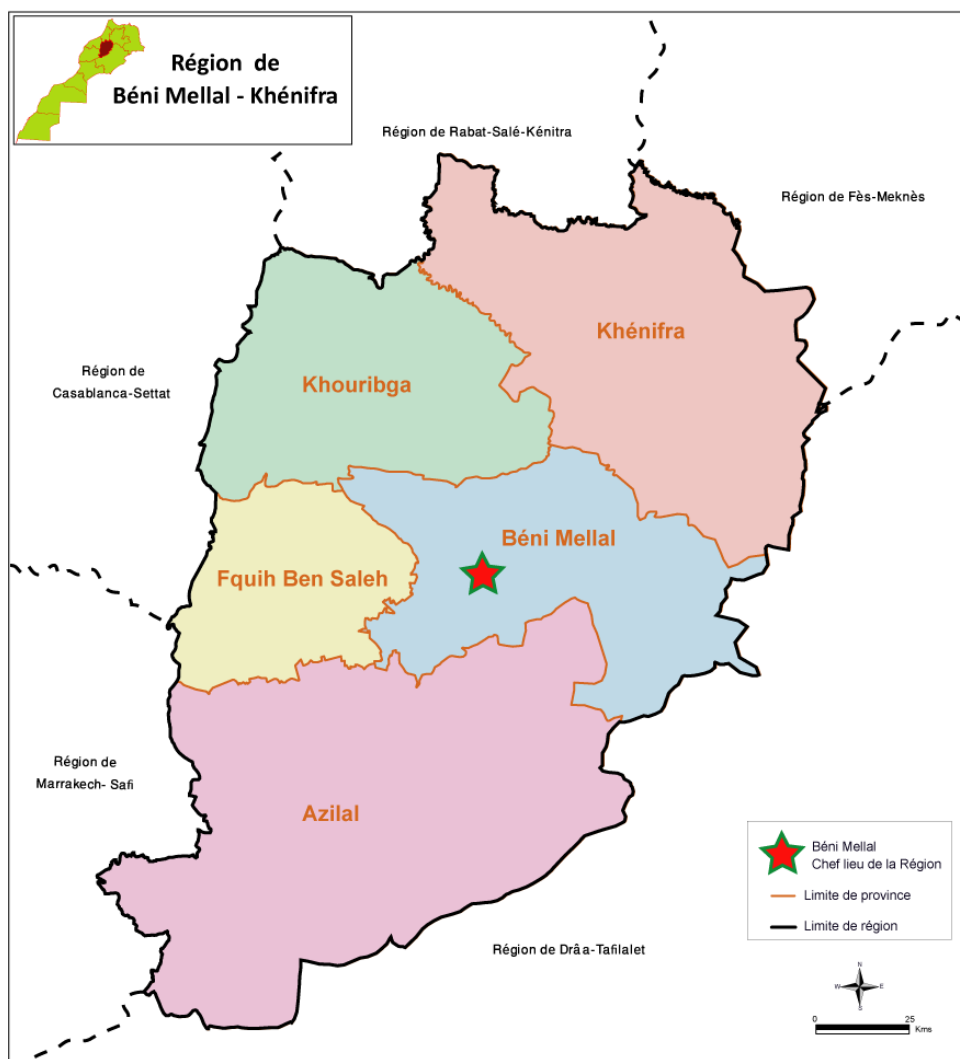 Région de
Béni Mellal - Khénifra
Région de Rabat-Salé-Kénitra
Région de Fès-Meknès
Khénifra
Région de
Casablanca-Settat
Khouribga
Béni Mellal
Fquih Ben Saleh
Région de
Marrakech- Safi
Azilal
Région de Drâa-Tafilalet
Béni Mellal
Chef lieu de la Région
Limite de province
Limite de région
N
W
E
S
0
25
Kms